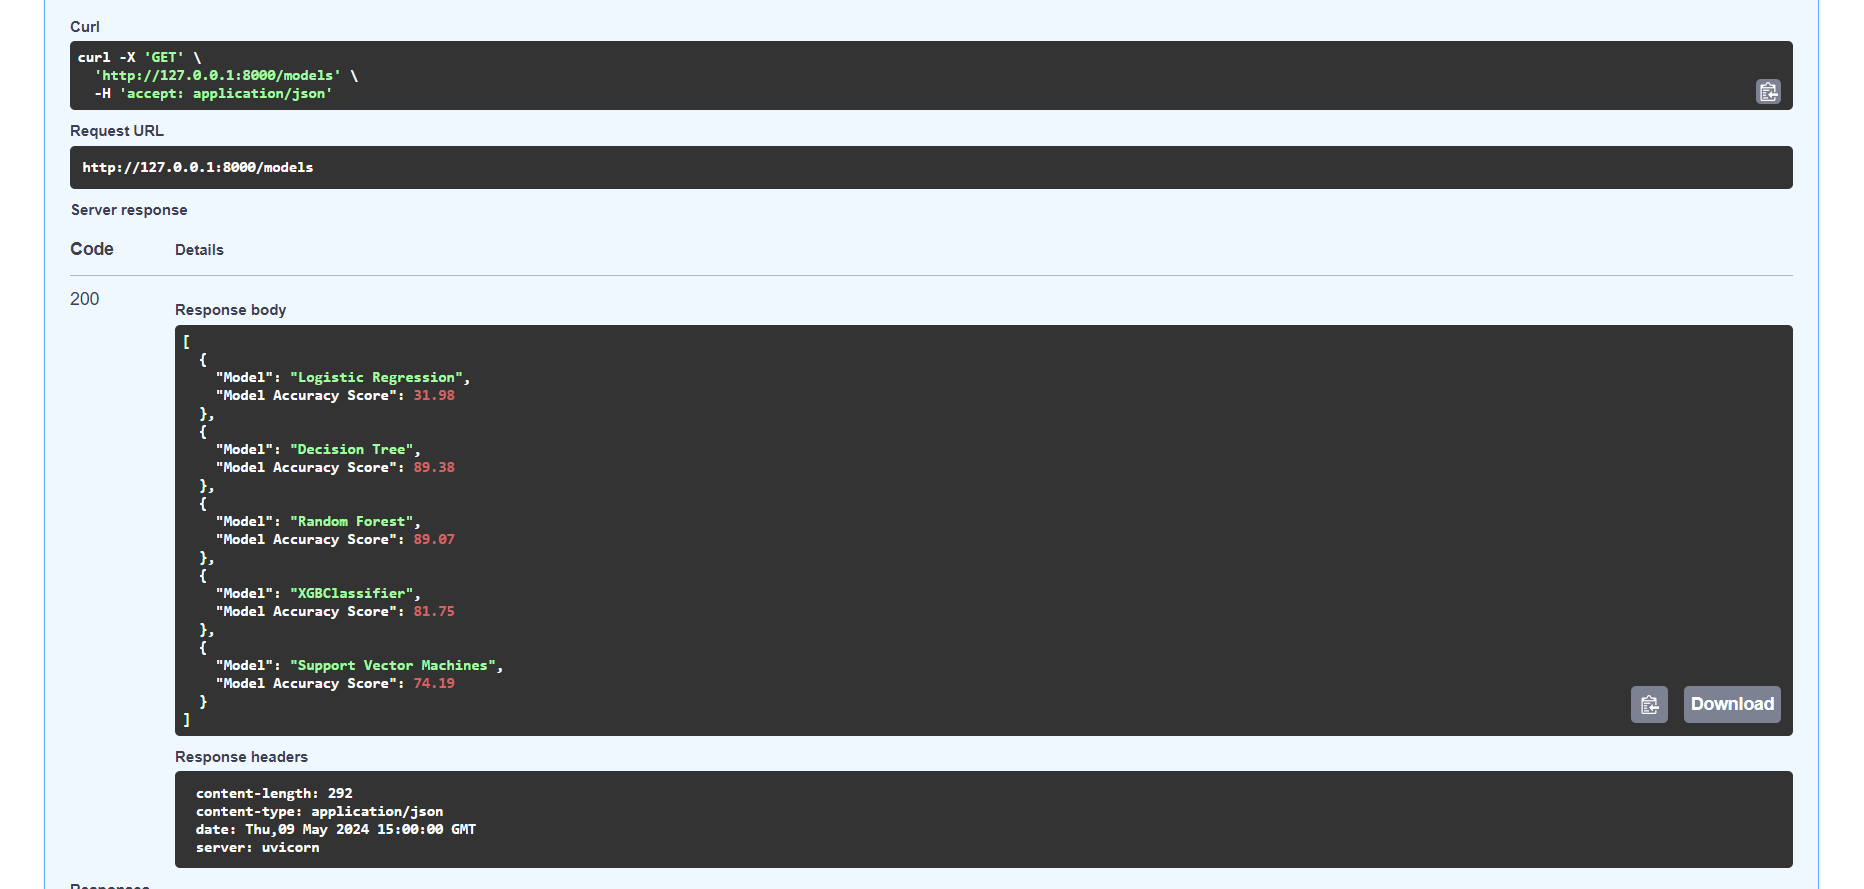 Curl
curl -X 'GET' \
  'http://127.0.0.1:8000/models' \
  -H 'accept: application/json'
Request URL
http://127.0.0.1:8000/models
Server response
Code Details
200
Response body
[
  {
    "Model": "Logistic Regression",
    "Model Accuracy Score": 31.98
  },
  {
    "Model": "Decision Tree",
    "Model Accuracy Score": 89.38
  },
  {
    "Model": "Random Forest",
    "Model Accuracy Score": 89.07
  },
  {
    "Model": "XGBClassifier",
    "Model Accuracy Score": 81.75
  },
  {
    "Model": "Support Vector Machines",
    "Model Accuracy Score": 74.19
  }
]
Download
Response headers
content-length: 292
content-type: application/json
date: Thu,09 May 2024 15:00:00 GMT
server: uvicorn
Responses